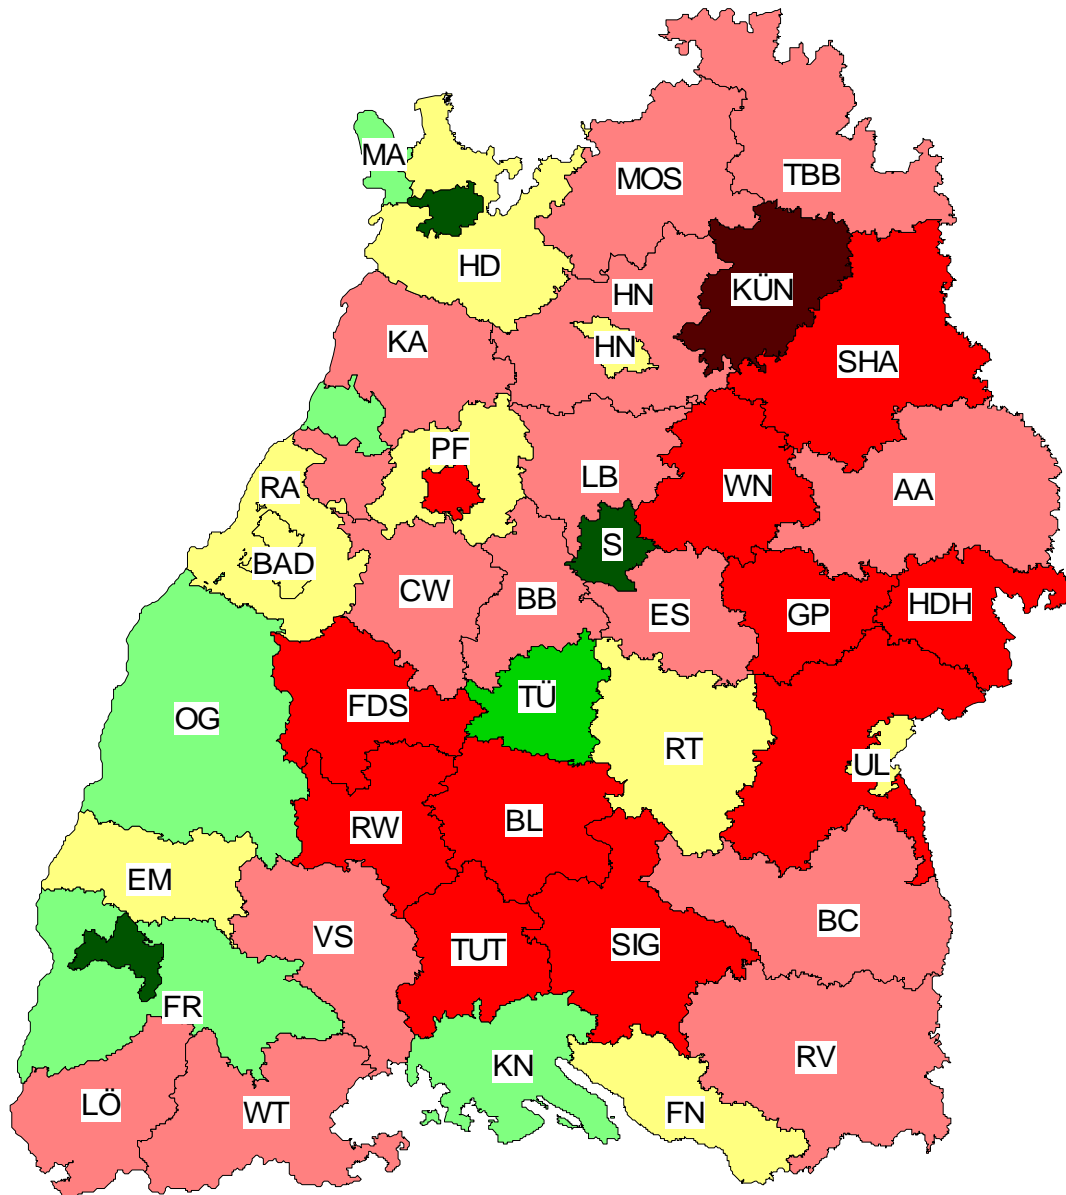 MA
MOS
TBB
HD
HN
KÜN
KA
HN
SHA
PF
LB
WN
AA
RA
S
BAD
CW
BB
ES
GP
HDH
OG
FDS
TÜ
RT
UL
RW
BL
EM
VS
TUT
SIG
BC
FR
KN
RV
LÖ
WT
FN